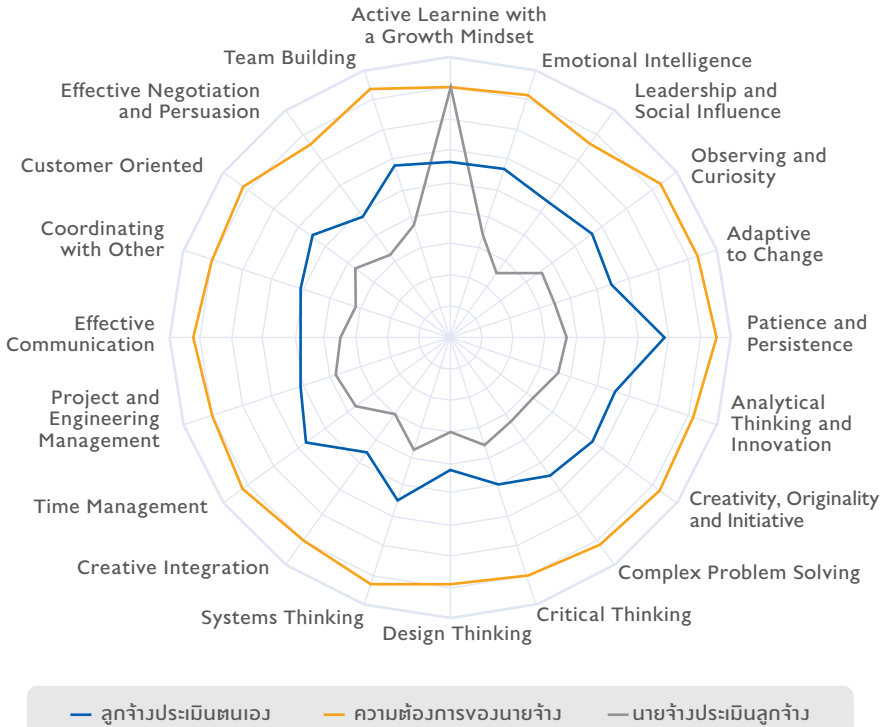 Active Learnine with
a Growth Mindset
Emotional Intelligence
Leadership and
Social Influence
Observing and
Curiosity
Adaptive
to Change
Patience and
Persistence
Analytical
Thinking and
Innovation
Creativity, Originality
and Initiative
Complex Problem Solving
Critical Thinking
Design Thinking
Systems Thinking
Creative Integration
Time Management
Project and
Engineering
Management
Effective
Communication
Coordinating
with Other
Customer Oriented
Effective Negotiation
and Persuasion
Team Building
ลูกจ้างประเมินตนเอง
ความต้องการของนายจ้าง
นายจ้างประเมินลูกจ้าง